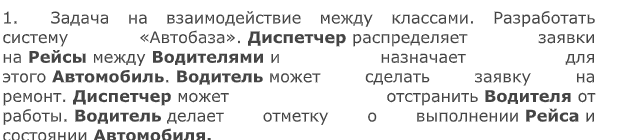 1. Задача на взаимодействие между классами. Разработать
систему «Автобаза». Диспетчер распределяет заявки
на Рейсы между Водителями и назначает для
этого Автомобиль. Водитель может сделать заявку на
ремонт. Диспетчер может отстранить Водителя от
работы. Водитель делает отметку о выполнении Рейса и
состоянии Автомобиля.